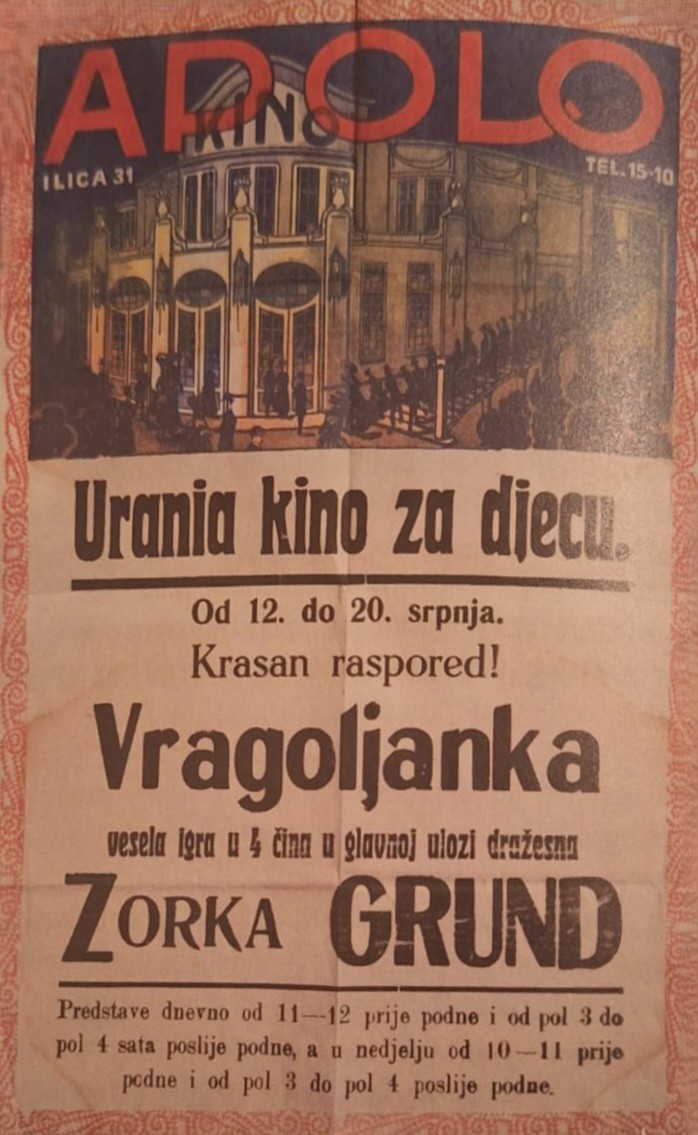 APOLO
KINO
ILICA 31
TEL. 15-10
Urania kino za djecu.
Od 12. do 20. srpnja.
Krasan raspored!
Vragoljanka
vesela igra u 4 čina u glavnoj ulozi dražesna
ZORKA GRUND
Predstave dnevno od 11—12 prije podne i od pol 3 do
pol 4 sata poslije podne, a u nedjelju od 10—11 prije
podne i od pol 3 do pol 4 poslije podne.